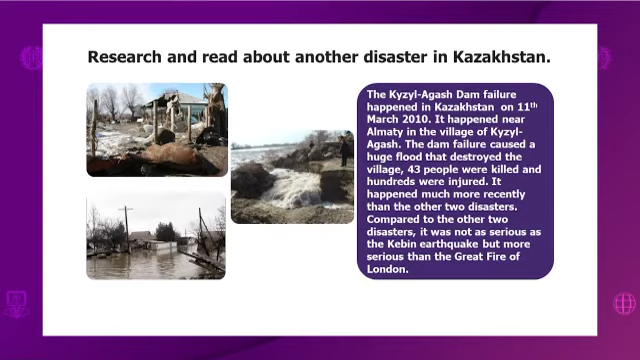 Research and read about another disaster in Kazakhstan.
The Kyzyl-Agash Dam failure
happened in Kazakhstan on 11th
March 2010. It happened near
Almaty in the village of Kyzyl-
Agash. The dam failure caused a
huge flood that destroyed the
village, 43 people were killed and
hundreds were injured. It
happened much more recently
than the other two disasters.
Compared to the other two
disasters, it was not as serious as
the Kebin earthquake but more
serious than the Great Fire of
London.